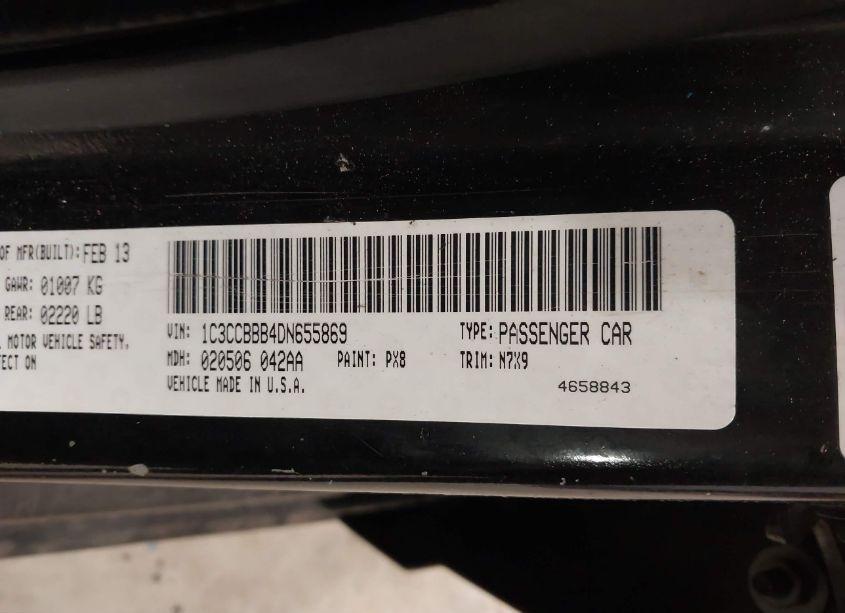 OF MFR(BUILT): FEB 13
GAWR: 01007 KG
REAR: 02220 LB
MOTOR VEHICLE SAFETY,
ON
VIN: 1C3CCBBB4DN655869 TYPE: PASSENGER CAR
MDH: 020506 042AA PAINT: PX8 TRIM: N7X9
VEHICLE MADE IN U.S.A. 4658843